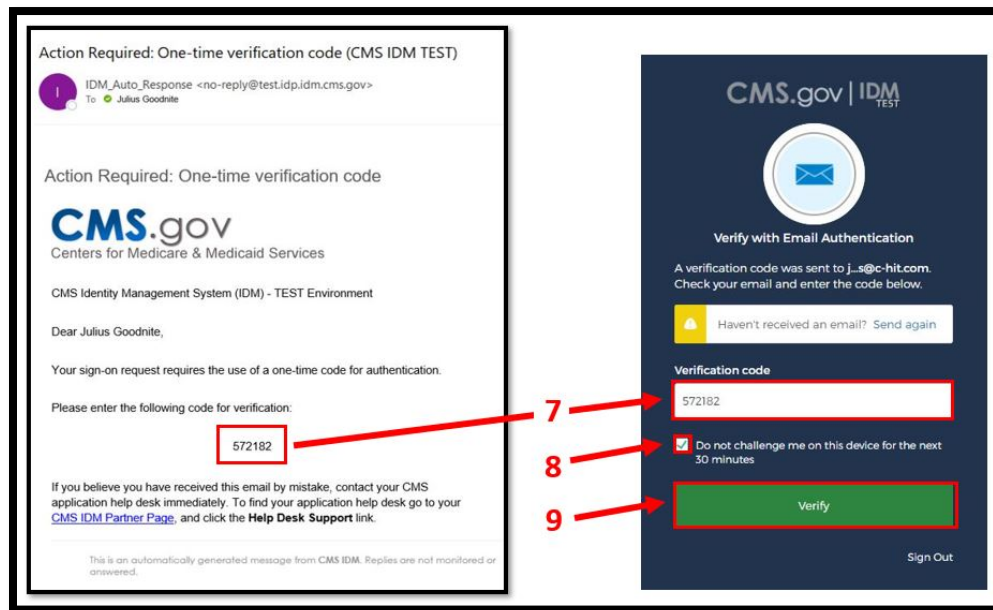 Action Required: One-time verification code (CMS IDM TEST)
I
IDM_Auto_Response <no-reply@test.idp.idm.cms.gov>
To Julius Goodnite
Action Required: One-time verification code
CMS.gov
Centers for Medicare & Medicaid Services
CMS Identity Management System (IDM) - TEST Environment
Dear Julius Goodnite,
Your sign-on request requires the use of a one-time code for authentication.
Please enter the following code for verification:
572182
If you believe you have received this email by mistake, contact your CMS
application help desk immediately. To find your application help desk go to your
CMS IDM Partner Page, and click the Help Desk Support link.
This is an automatically generated message from CMS IDM. Replies are not monitored or
answered.
7
8
9
CMS.gov | IDM
TEST
Verify with Email Authentication
A verification code was sent to j...s@c-hit.com.
Check your email and enter the code below.
Haven't received an email? Send again
Verification code
572182
Do not challenge me on this device for the next
30 minutes
Verify
Sign Out